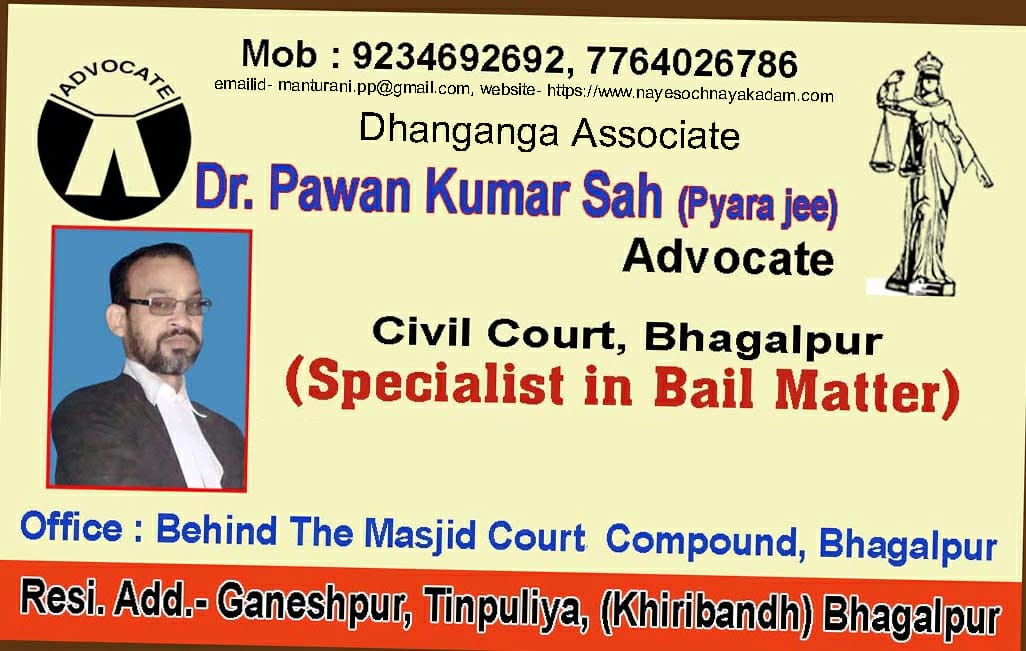 Mob : 9234692692, 7764026786
emailid- manturani.pp@gmail.com, website- https://www.nayesochnayakadam.com
ADVOCATE
Dhanganga Associate
Dr. Pawan Kumar Sah (Pyara jee)
Advocate
Civil Court, Bhagalpur
(Specialist in Bail Matter)
Office : Behind The Masjid Court Compound, Bhagalpur
Resi. Add.- Ganeshpur, Tinpuliya, (Khiribandh) Bhagalpur